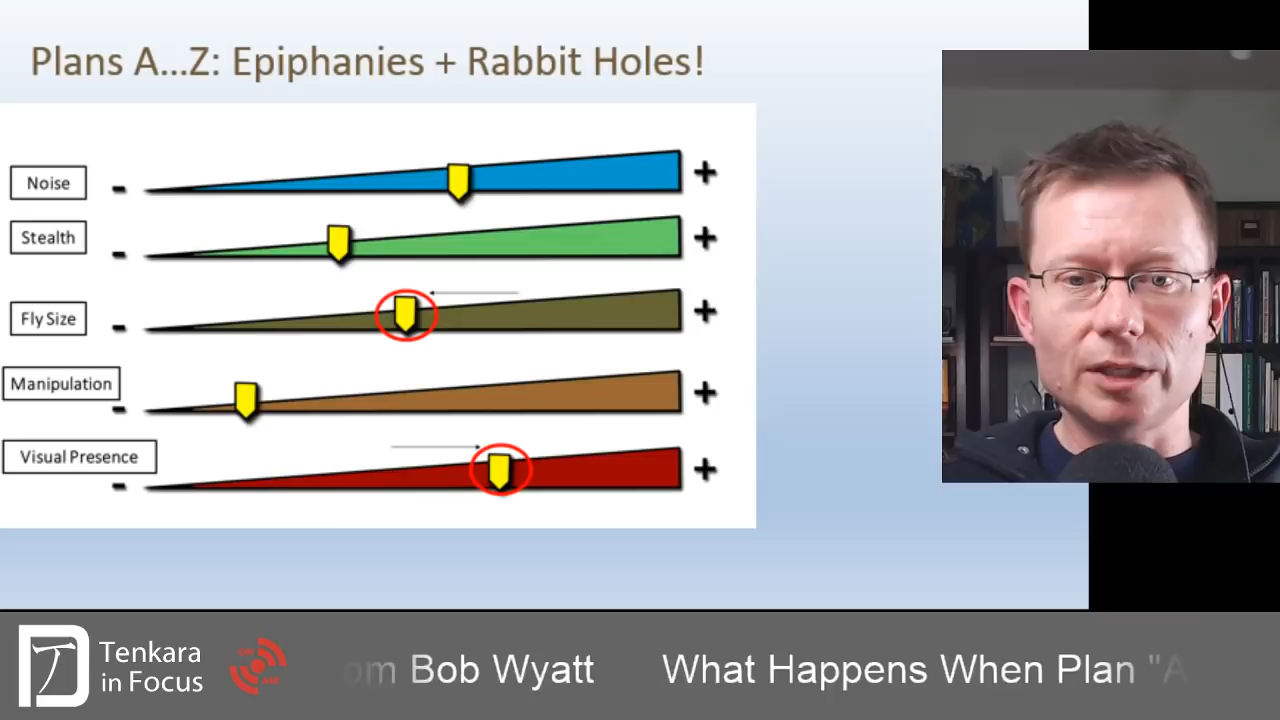 Plans A...Z: Epiphanies + Rabbit Holes!
Noise - +
Stealth - +
Fly Size - +
Manipulation - +
Visual Presence - +
Tenkara
in Focus
om Bob Wyatt What Happens When Plan "A